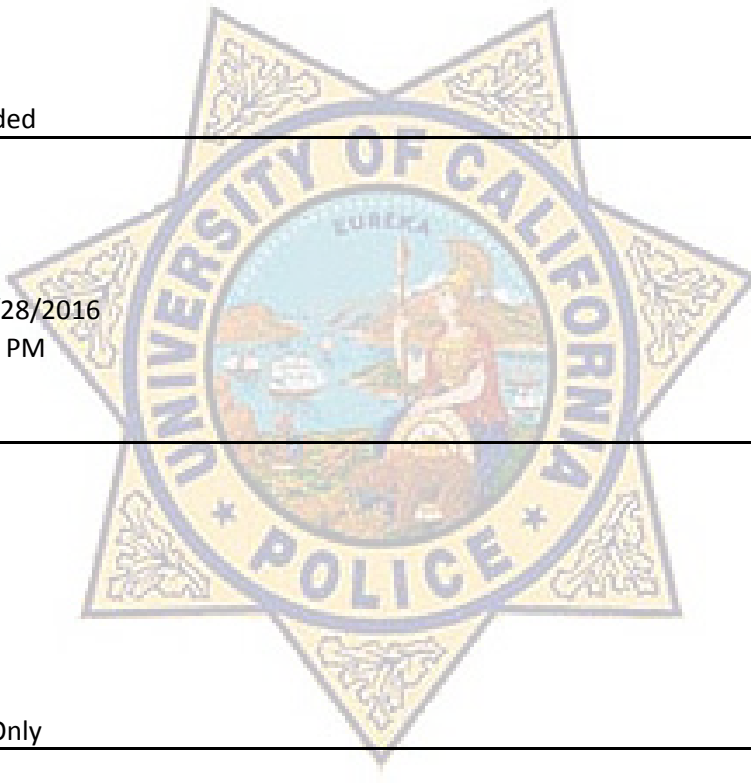 ded
UNIVERSITY OF CALIFORNIA
EUREKA
28/2016
PM
* POLICE *
Only